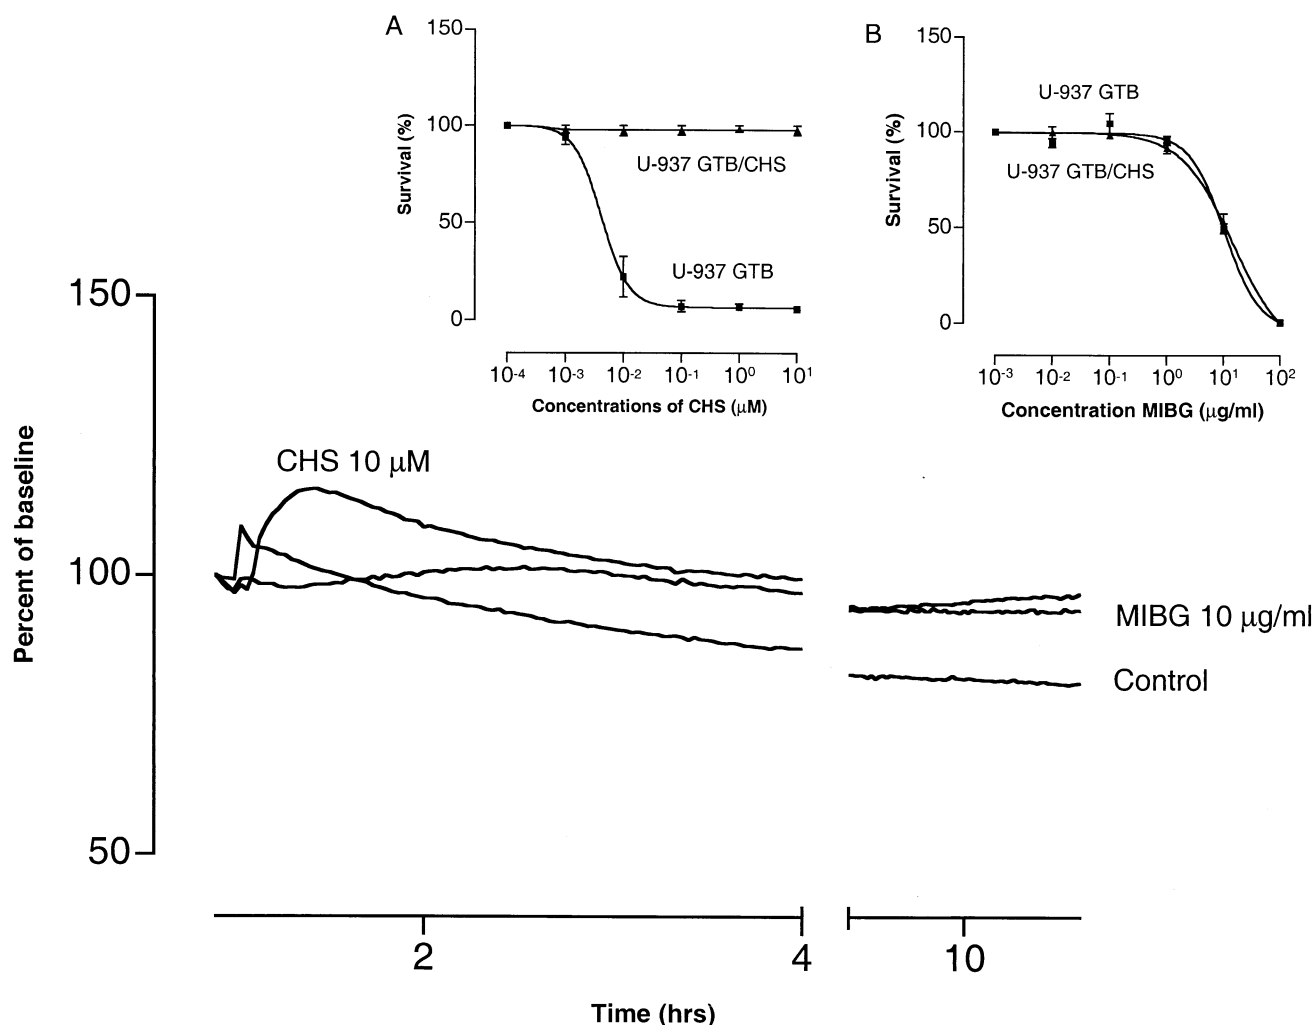 A
150
100
50
0
Survival (%)
U-937 GTB/CHS
U-937 GTB
10-4 10-3 10-2 10-1 100 101
Concentrations of CHS (μM)
B
150
100
50
0
Survival (%)
U-937 GTB
U-937 GTB/CHS
10-3 10-2 10-1 100 101 102
Concentration MIBG (μg/ml)
150
100
50
Percent of baseline
CHS 10 μM
MIBG 10 μg/ml
Control
2 4 10
Time (hrs)